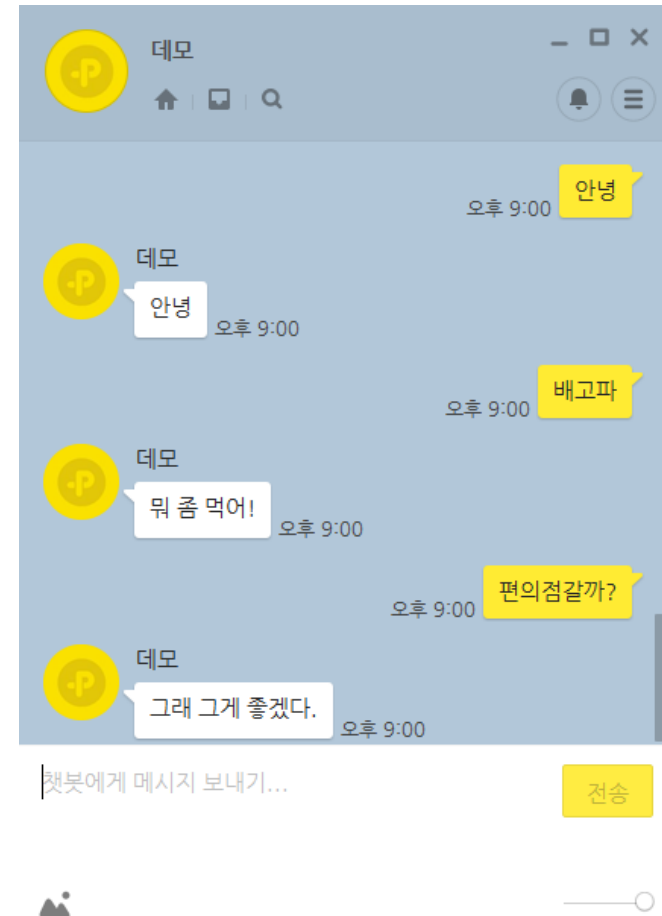 데모
안녕
오후 9:00
데모
안녕
오후 9:00
배고파
오후 9:00
데모
뭐 좀 먹어!
오후 9:00
편의점갈까?
오후 9:00
데모
그래 그게 좋겠다.
오후 9:00
챗봇에게 메시지 보내기...
전송